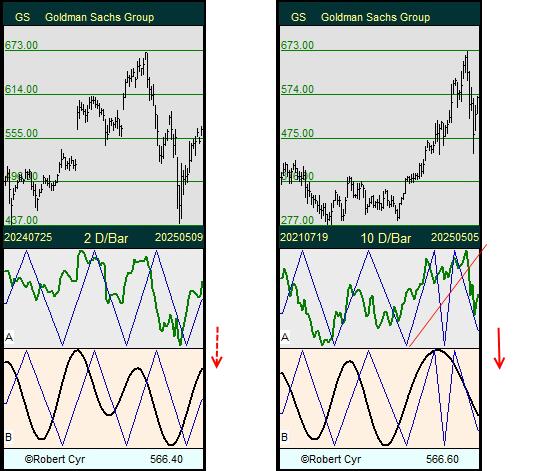 GS Goldman Sachs Group
673.00
614.00
555.00
496.00
437.00
20240725 2 D/Bar 20250509
A
B
©Robert Cyr 566.40
GS Goldman Sachs Group
673.00
574.00
475.00
277.00
20210719 10 D/Bar 20250505
A
B
©Robert Cyr 566.60